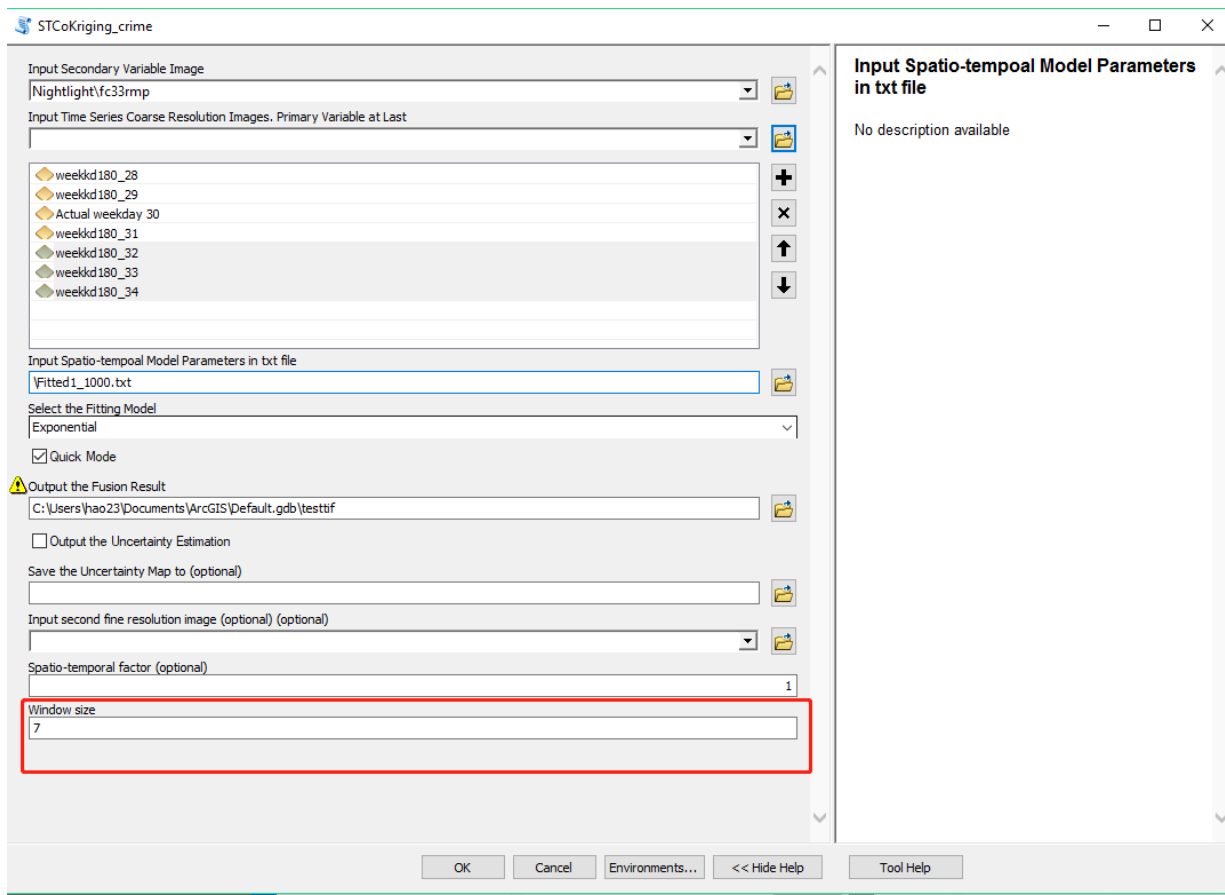 STCoKriging_crime
Input Secondary Variable Image
Nightlight\fc33rmp
Input Time Series Coarse Resolution Images. Primary Variable at Last
weekkd180_28
weekkd180_29
Actual weekday 30
weekkd180_31
weekkd180_32
weekkd180_33
weekkd180_34
Input Spatio-tempoal Model Parameters in txt file
\Fitted1_1000.txt
Select the Fitting Model
Exponential
Quick Mode
Output the Fusion Result
C:\Users\hao23\Documents\ArcGIS\Default.gdb\testtif
Output the Uncertainty Estimation
Save the Uncertainty Map to (optional)
Input second fine resolution image (optional) (optional)
Spatio-temporal factor (optional)
1
Window size
7
Input Spatio-tempoal Model Parameters
in txt file
No description available
OK
Cancel
Environments...
<< Hide Help
Tool Help